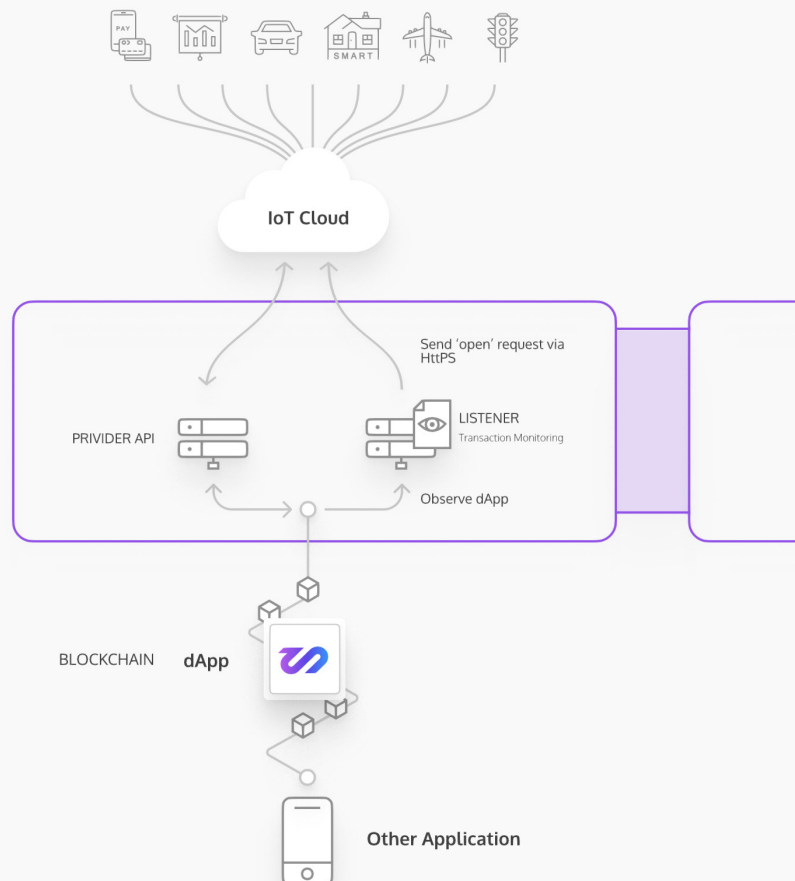 PAY
SMART
IoT Cloud
Send ‘open’ request via
HttPS
PRIVIDER API
LISTENER
Transaction Monitoring
Observe dApp
BLOCKCHAIN
dApp
Other Application